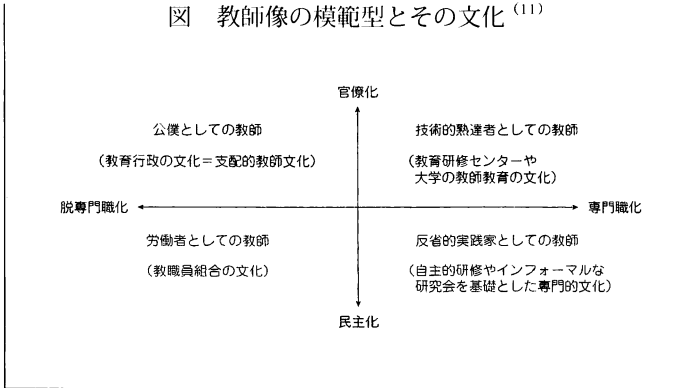 図 教師像の模範型とその文化(11)
官僚化
公僕としての教師
技術的熟達者としての教師
(教育行政の文化=支配的教師文化)
(教育研修センターや
大学の教師教育の文化)
脱専門職化
専門職化
労働者としての教師
反省的実践家としての教師
(教職員組合の文化)
(自主的研修やインフォーマルな
研究会を基礎とした専門的文化)
民主化